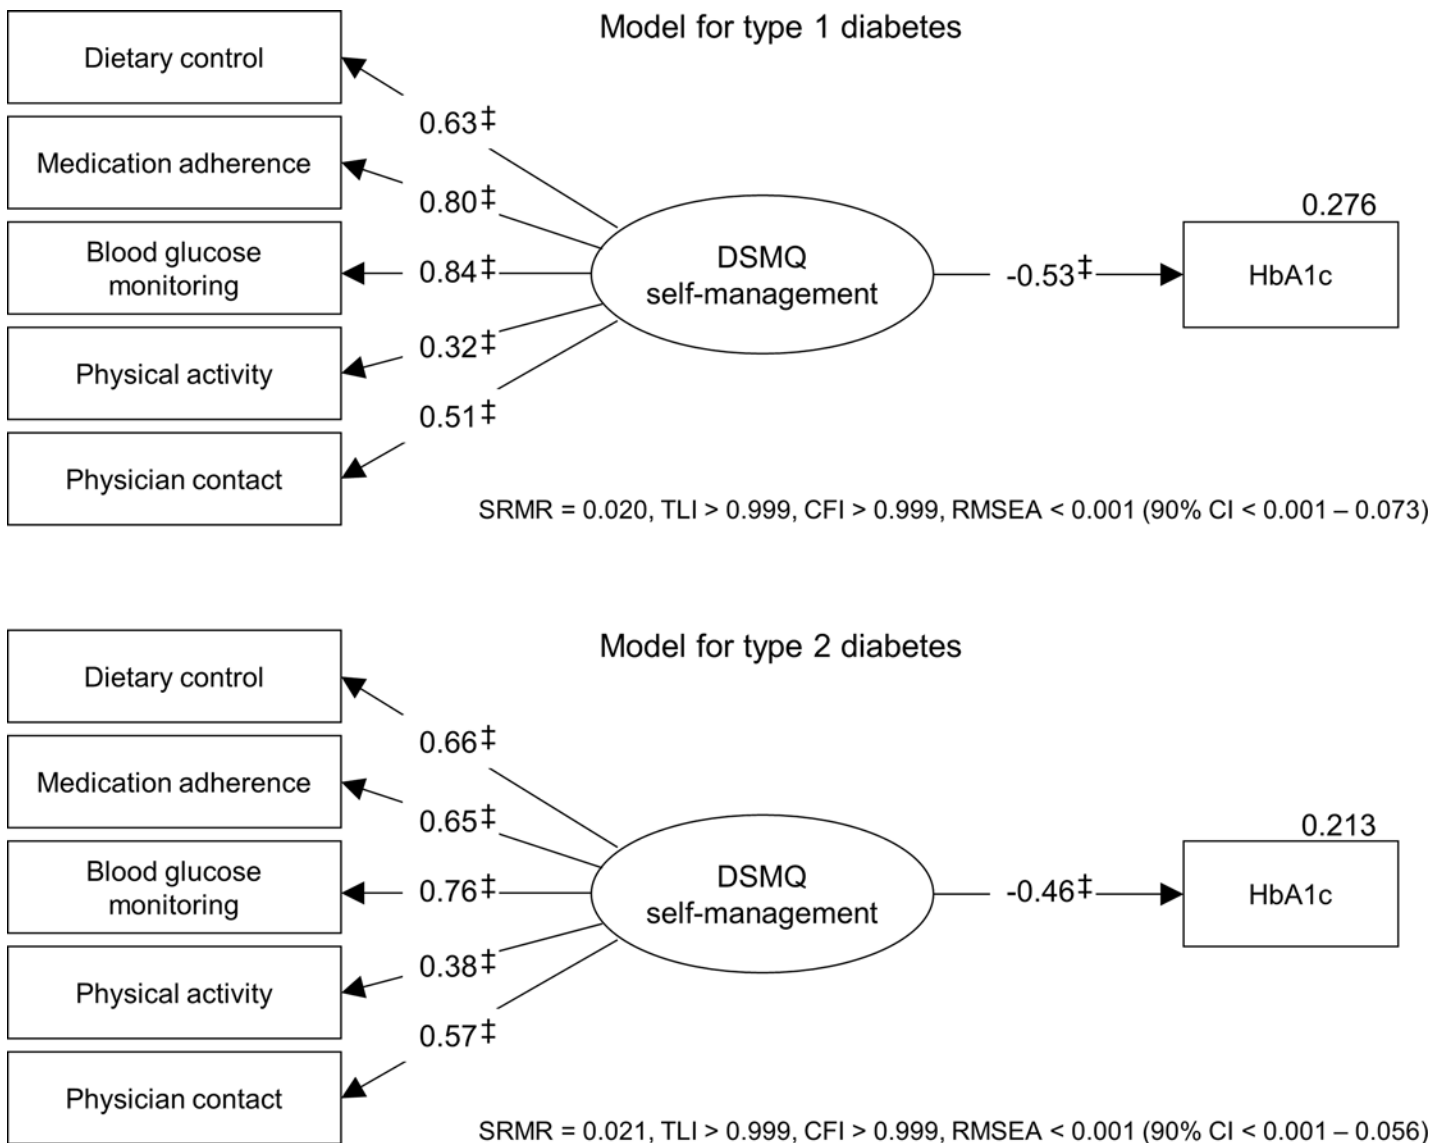 Model for type 1 diabetes
Dietary control
Medication adherence
Blood glucose
monitoring
Physical activity
Physician contact
0.63‡
0.80‡
0.84‡
0.32‡
0.51‡
DSMQ
self-management
-0.53‡
0.276
HbA1c
SRMR = 0.020, TLI > 0.999, CFI > 0.999, RMSEA < 0.001 (90% CI < 0.001 – 0.073)
Model for type 2 diabetes
Dietary control
Medication adherence
Blood glucose
monitoring
Physical activity
Physician contact
0.66‡
0.65‡
0.76‡
0.38‡
0.57‡
DSMQ
self-management
-0.46‡
0.213
HbA1c
SRMR = 0.021, TLI > 0.999, CFI > 0.999, RMSEA < 0.001 (90% CI < 0.001 – 0.056)